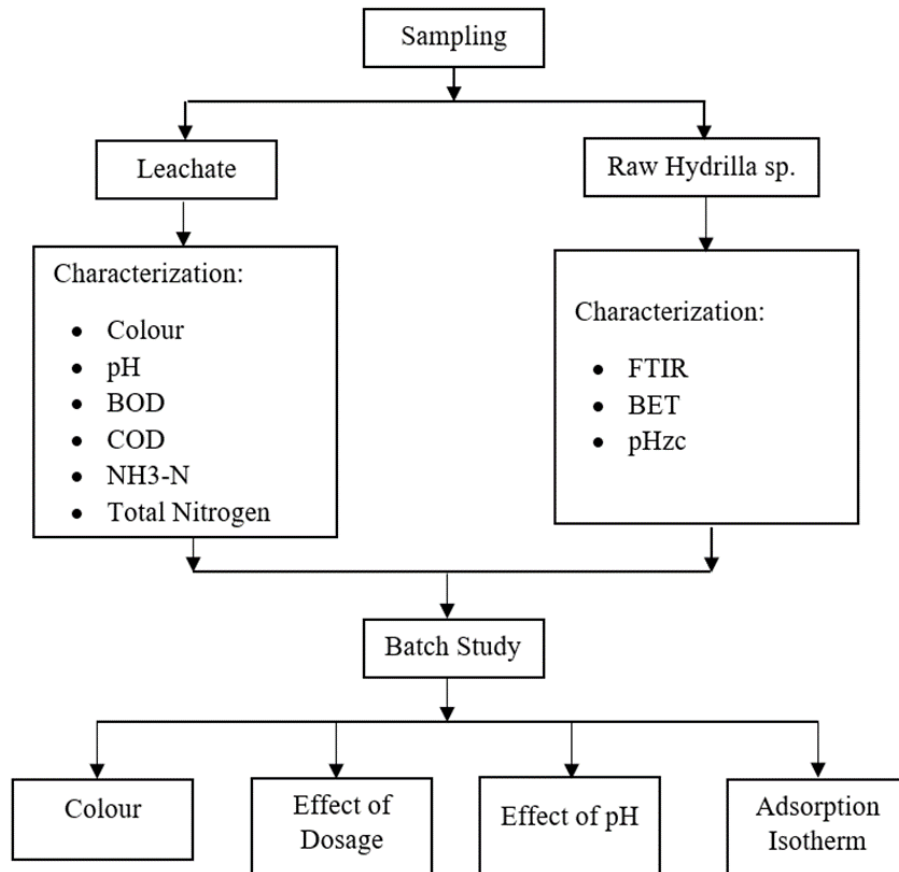 Sampling
Leachate
Raw Hydrilla sp.
Characterization:
• Colour
• pH
• BOD
• COD
• NH3-N
• Total Nitrogen
Characterization:
• FTIR
• BET
• pHzc
Batch Study
Colour
Effect of
Dosage
Effect of pH
Adsorption
Isotherm